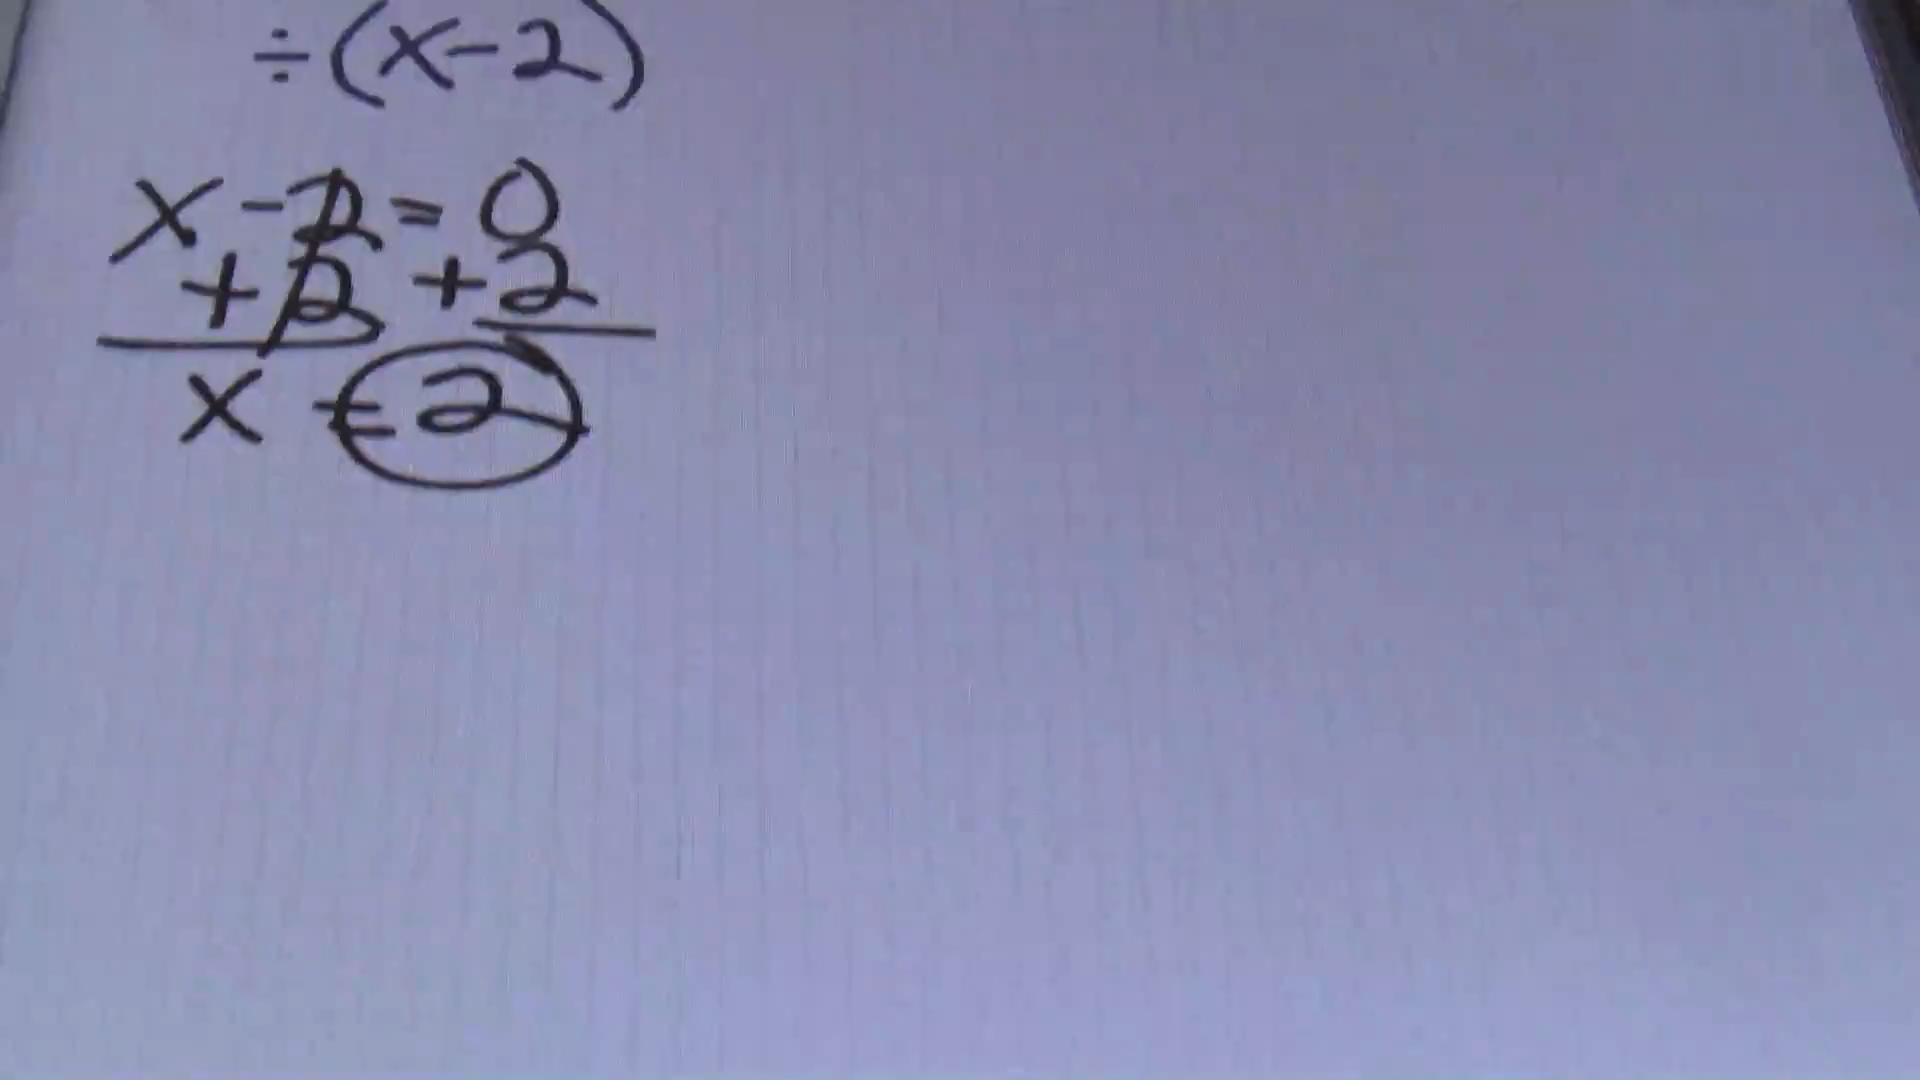 ÷(x-2)
x-2=0
+2 +2
x =2